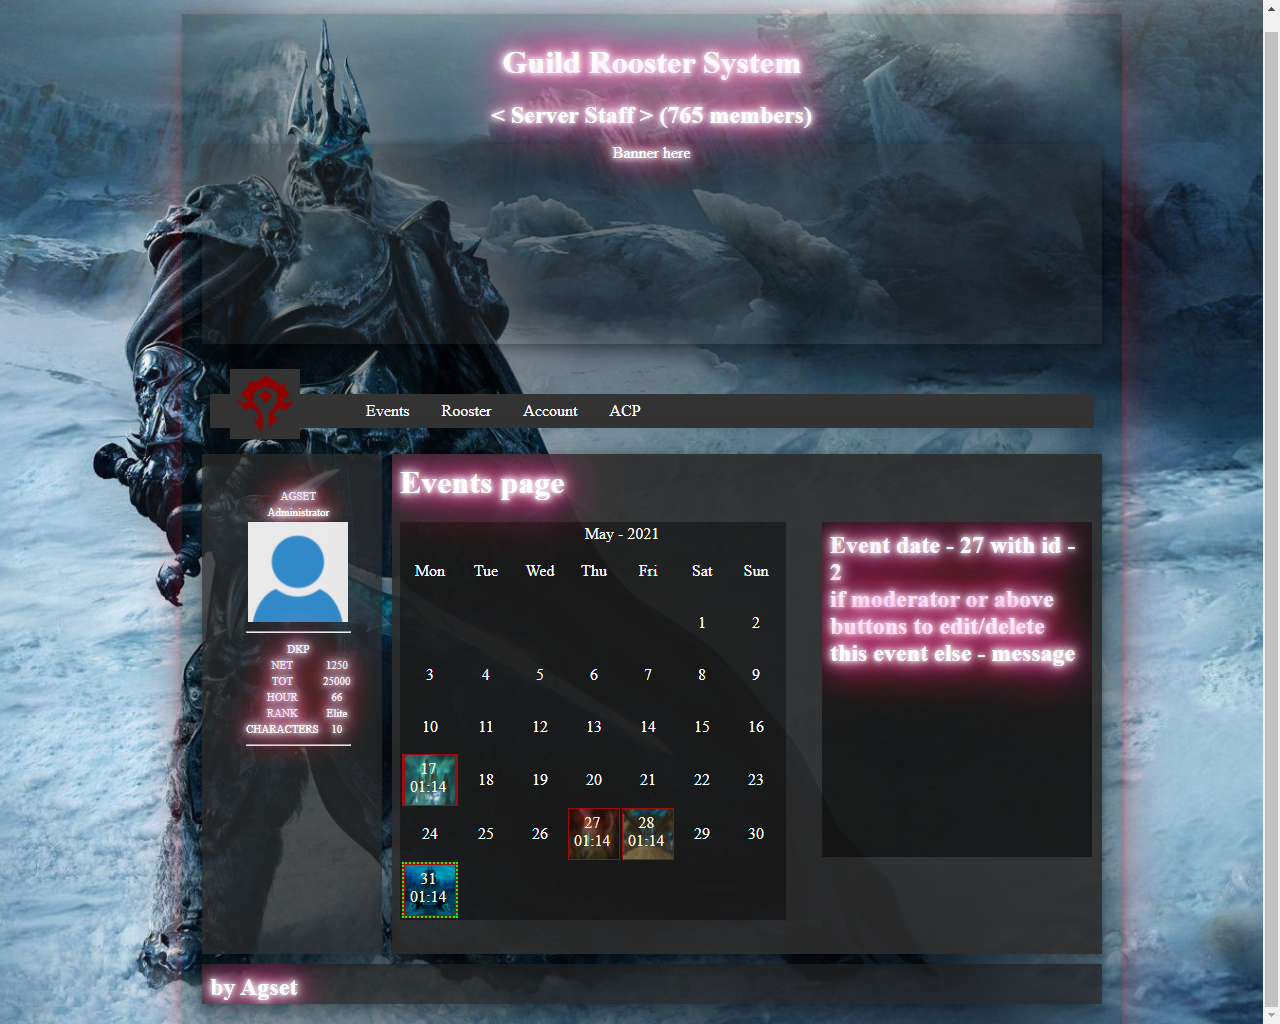 Guild Rooster System
< Server Staff > (765 members)
Banner here
Events Rooster Account ACP
AGSET
Administrator
DKP
NET 1250
TOT 25000
HOUR 66
RANK Elite
CHARACTERS 10
Events page
May - 2021
Mon Tue Wed Thu Fri Sat Sun
1 2
3 4 5 6 7 8 9
10 11 12 13 14 15 16
17 18 19 20 21 22 23
01:14
24 25 26 27 28 29 30
01:14 01:14
31
01:14
Event date - 27 with id -
2
if moderator or above
buttons to edit/delete
this event else - message
by Agset